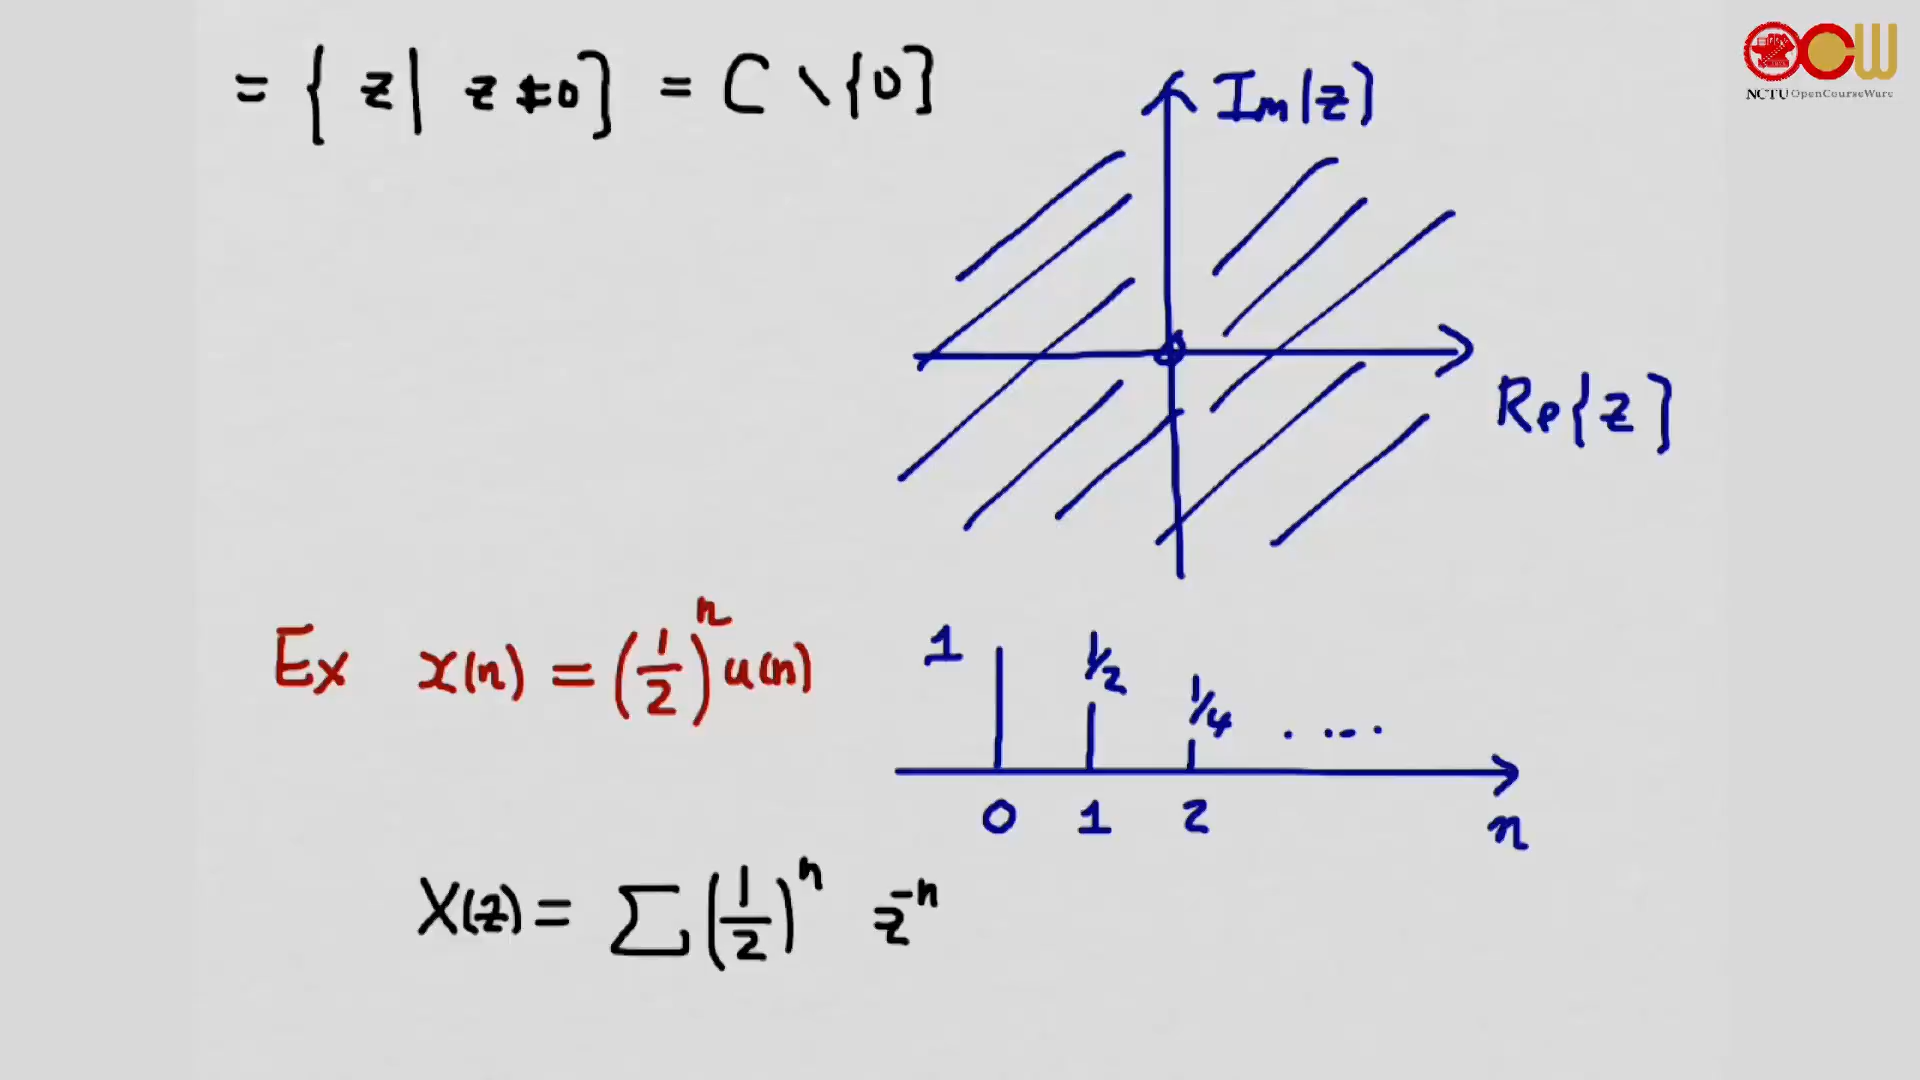 = { z | z ≠ 0 } = C \ {0}
Im{z}
Re{z}
Ex x(n) = (1/2)^n u(n)
1 1/2 1/4 . . . .
0 1 2 n
X(z) = ∑ (1/2)^n z^-n
OCW
NCTU OpenCourseWare